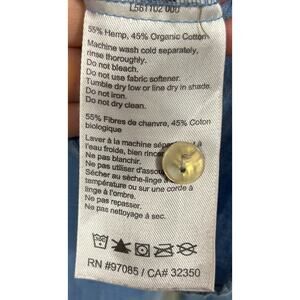 L561102 000
55% Hemp, 45% Organic Cotton
Machine wash cold separately,
rinse thoroughly.
Do not bleach.
Do not use fabric softener.
Tumble dry low or line dry in shade.
Do not iron.
Do not dry clean.
55% Fibres de chanvre, 45% Coton
biologique
Laver à la machine
l'eau froide, bien
Ne pas blanchir.
Ne pas utiliser
Sécher au sèche-linge à
température ou sur une corde à
linge à l'ombre.
Ne pas repasser.
Ne pas nettoyage à sec.
RN #97085 / CA# 32350